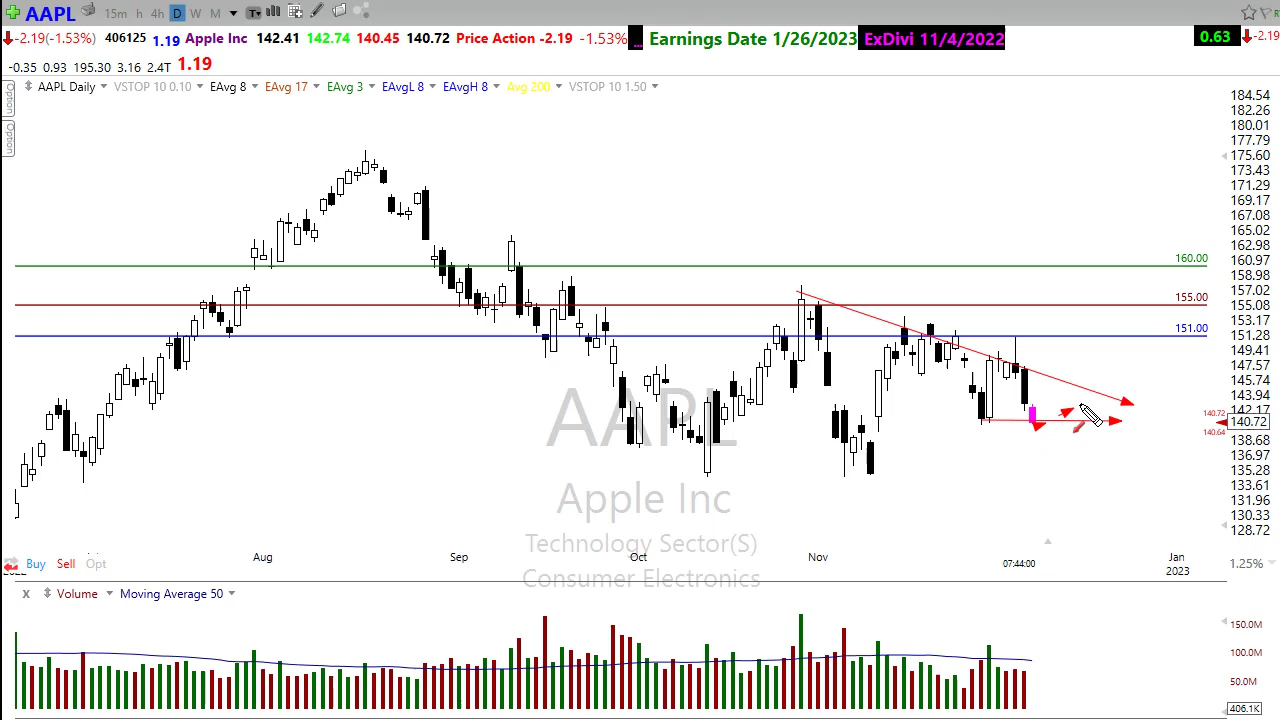 AAPL 15m h 4h D W M T
-2.19(-1.53%) 406125 1.19 Apple Inc 142.41 142.74 140.45 140.72 Price Action -2.19 -1.53% ... Earnings Date 1/26/2023 ExDivi 11/4/2022 0.63 -2.19
-0.35 0.93 195.30 3.16 2.4T 1.19
Option
Option
AAPL Daily VSTOP 10 0.10 EAvg 8 EAvg 17 EAvg 3 EAvgL 8 EAvgH 8 Avg 200 VSTOP 10 1.50
184.54
182.26
180.01
177.79
175.60
173.43
171.29
169.17
167.08
165.02
162.98
160.97
158.98
157.02
155.08
153.17
151.28
149.41
147.57
145.74
143.94
142.17
140.72
138.68
136.97
135.28
133.61
131.96
130.33
128.72
160.00
155.00
151.00
140.72
140.64
AAPL
Apple Inc
Technology Sector(S)
Consumer Electronics
Buy Sell Opt
Aug Sep Oct Nov 07:44:00 Jan
2023
1.25%
x Volume Moving Average 50
150.0M
100.0M
50.0M
406.1K